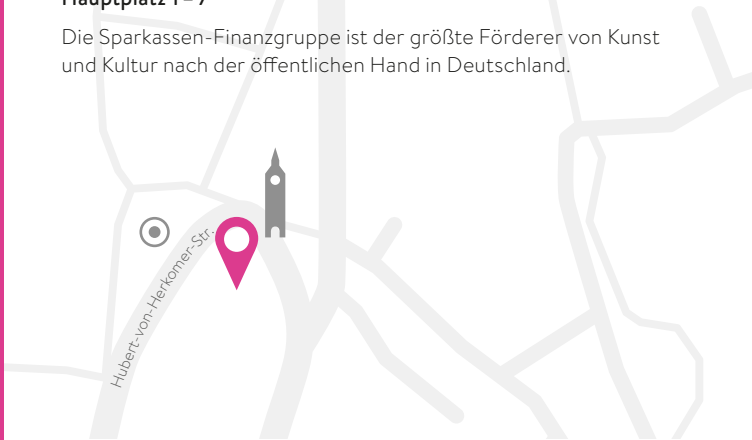 Hauptplatz 1 – 7
Die Sparkassen-Finanzgruppe ist der größte Förderer von Kunst
und Kultur nach der öffentlichen Hand in Deutschland.
Hubert-von-Herkomer-Str.